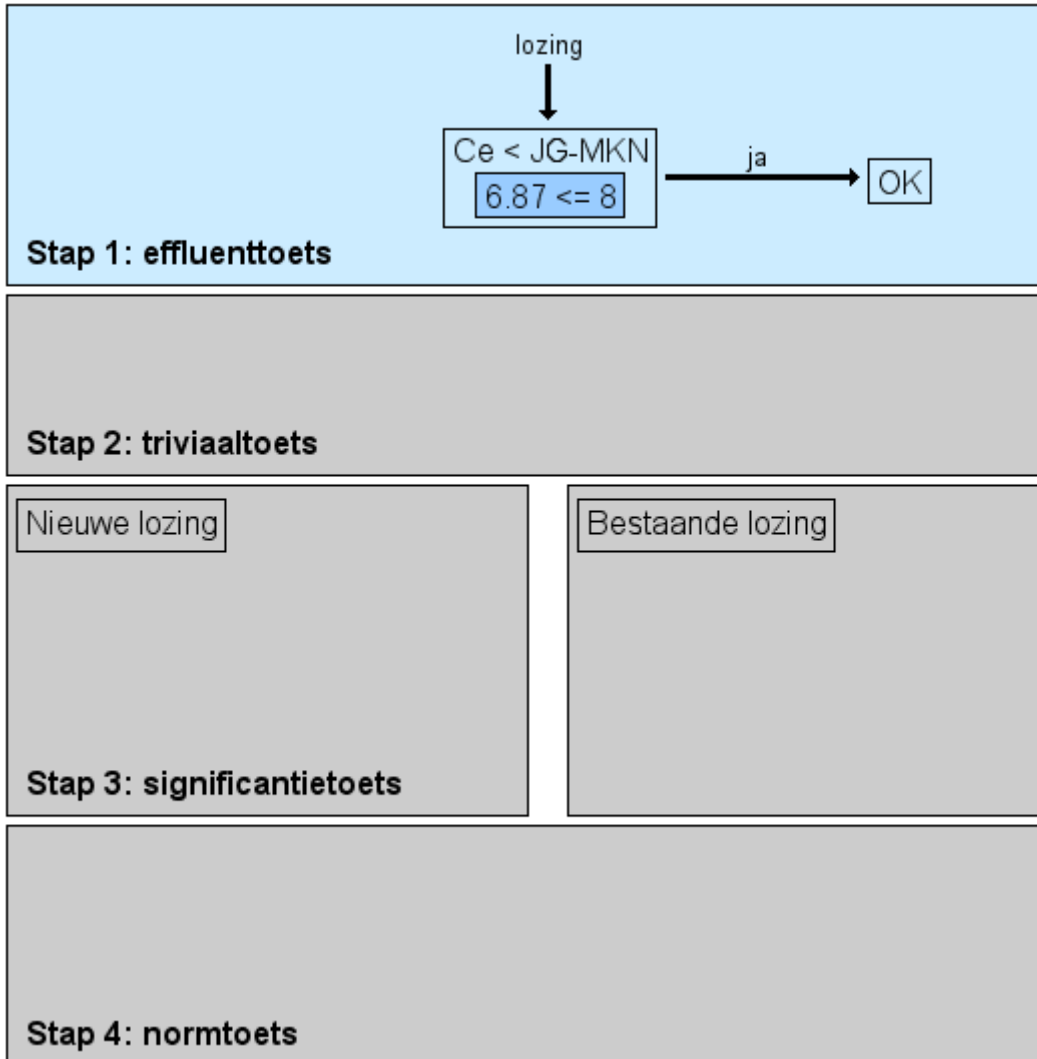 lozing
Ce < JG-MKN
6.87 <= 8
ja
OK
Stap 1: effluenttoets
Stap 2: triviaaltoets
Nieuwe lozing
Bestaande lozing
Stap 3: significantietoets
Stap 4: normtoets